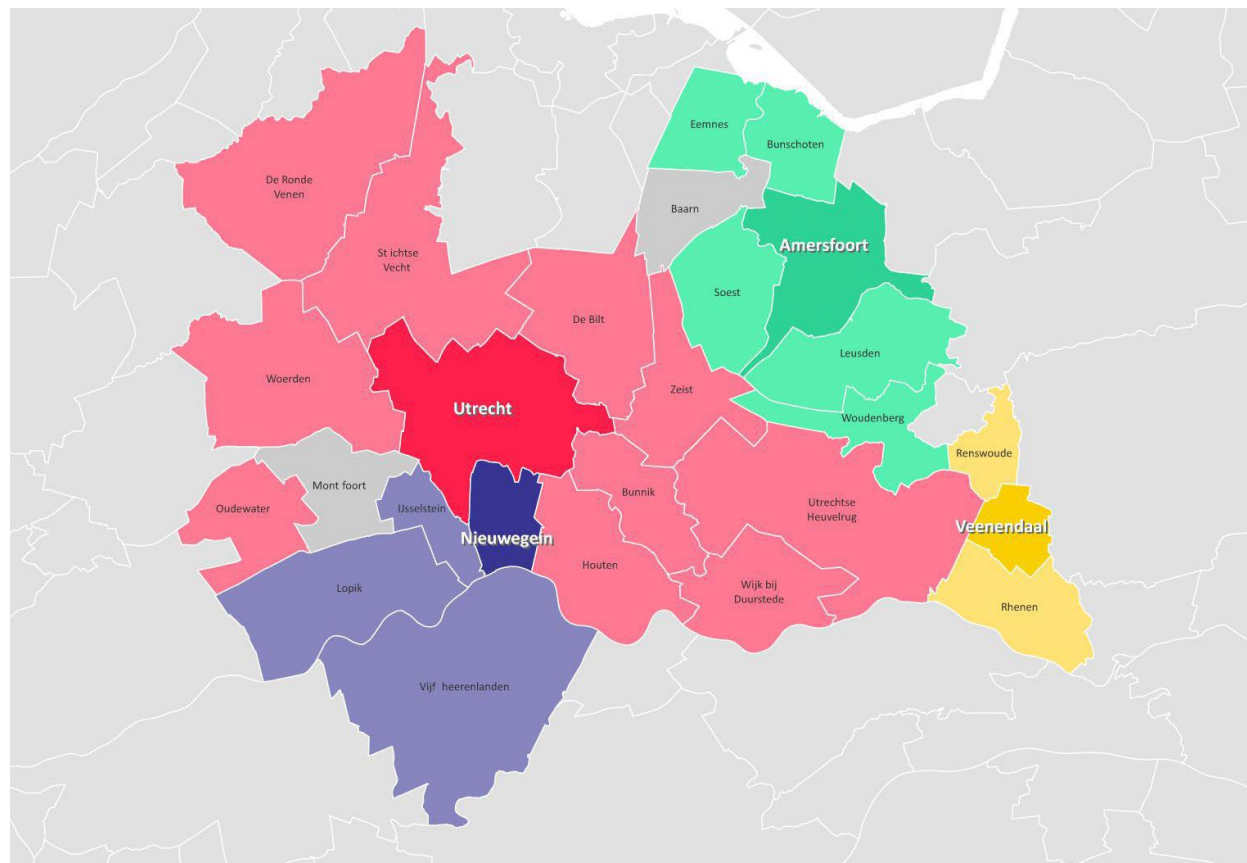 Eemnes
Bunschoten
De Ronde
Venen
Baarn
Amersfoort
St ichtse
Vecht
Soest
De Bilt
Leusden
Woerden
Zeist
Utrecht
Woudenberg
Renswoude
Mont foort
Bunnik
Oudewater
IJsselstein
Utrechtse
Heuvelrug
Veenendaal
Nieuwegein
Houten
Lopik
Wijk bij
Duurstede
Rhenen
Vijf heerenlanden